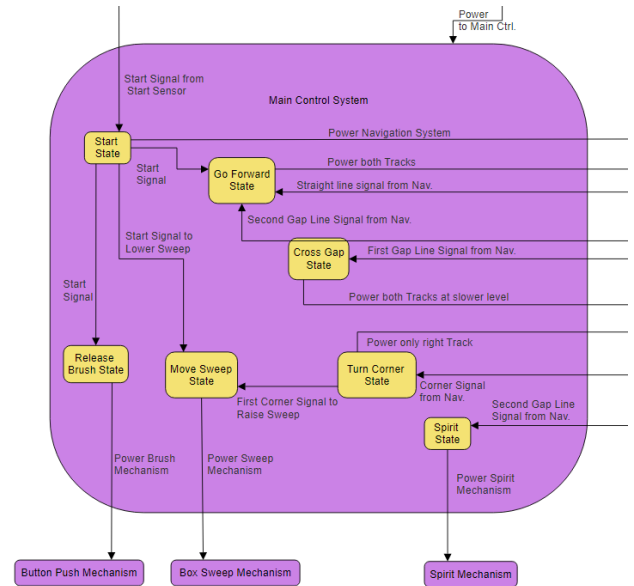 Power
to Main Ctrl.
Start Signal from
Start Sensor
Main Control System
Start
State
Power Navigation System
Start
Signal
Go Forward
State
Power both Tracks
Straight line signal from Nav.
Second Gap Line Signal from Nav.
Start Signal to
Lower Sweep
Cross Gap
State
First Gap Line Signal from Nav.
Start
Signal
Power both Tracks at slower level
Power only right Track
Release
Brush State
Move Sweep
State
Turn Corner
State
First Corner Signal to
Raise Sweep
Corner Signal
from Nav.
Second Gap Line
Signal from Nav.
Spirit
State
Power Brush
Mechanism
Power Sweep
Mechanism
Power Spirit
Mechanism
Button Push Mechanism
Box Sweep Mechanism
Spirit Mechanism